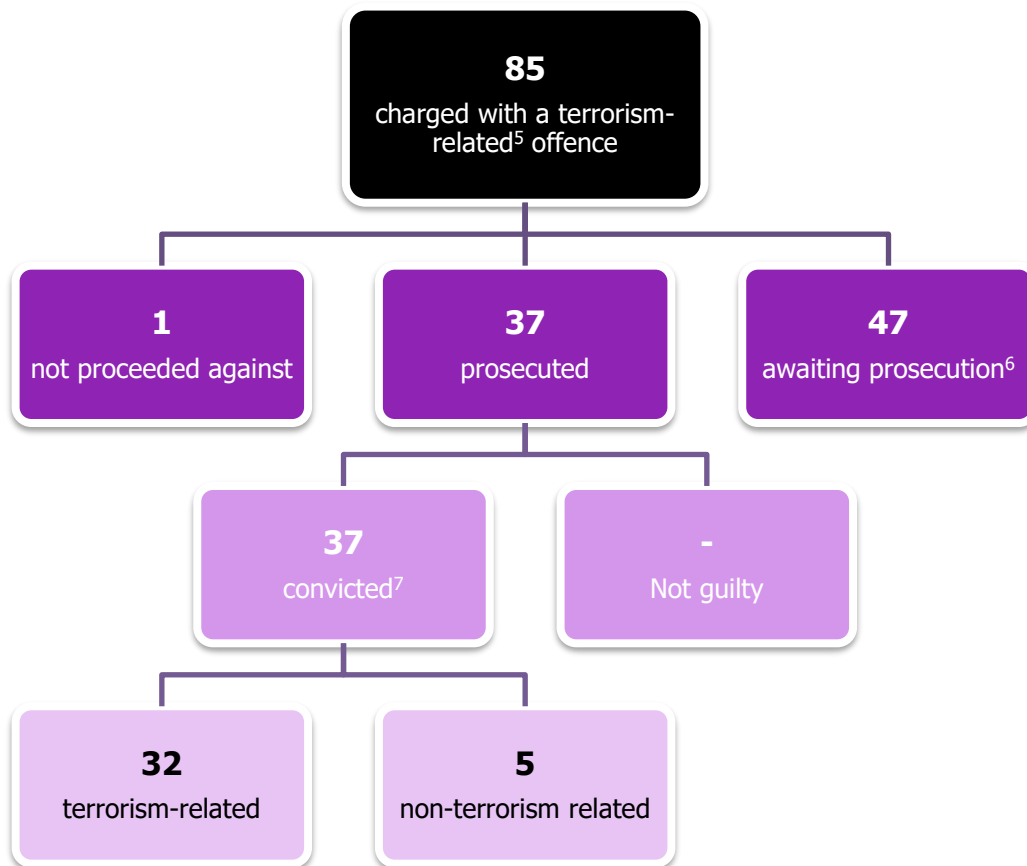 85
charged with a terrorism-
related⁵ offence
1
not proceeded against
37
prosecuted
47
awaiting prosecution⁶
37
convicted⁷
-
Not guilty
32
terrorism-related
5
non-terrorism related